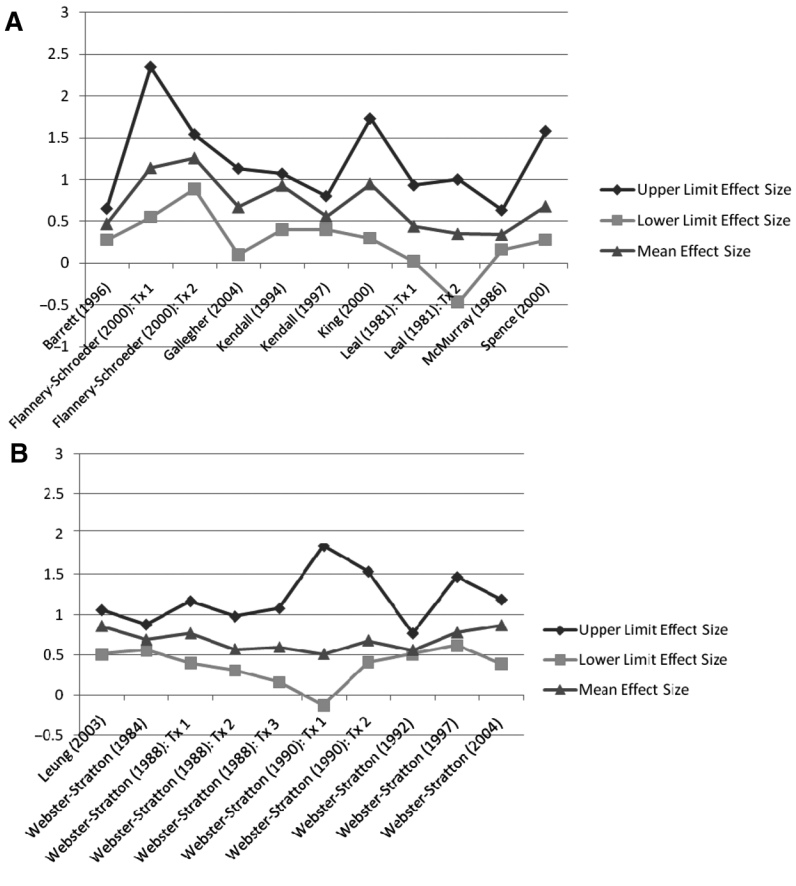 A
3
2.5
2
1.5
1
0.5
0
−0.5
−1
Barrett (1996)
Flannery-Schroeder (2000): Tx 1
Flannery-Schroeder (2000): Tx 2
Gallegher (2004)
Kendall (1994)
Kendall (1997)
King (2000)
Leal (1981): Tx 1
Leal (1981): Tx 2
McMurray (1986)
Spence (2000)
Upper Limit Effect Size
Lower Limit Effect Size
Mean Effect Size
B
3
2.5
2
1.5
1
0.5
0
−0.5
Leung (2003)
Webster-Stratton (1984)
Webster-Stratton (1988): Tx 1
Webster-Stratton (1988): Tx 2
Webster-Stratton (1988): Tx 3
Webster-Stratton (1990): Tx 1
Webster-Stratton (1990): Tx 2
Webster-Stratton (1992)
Webster-Stratton (1997)
Webster-Stratton (2004)
Upper Limit Effect Size
Lower Limit Effect Size
Mean Effect Size